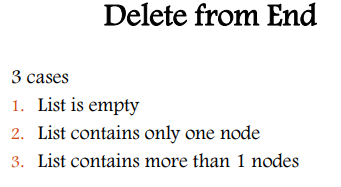 Delete from End
3 cases
1. List is empty
2. List contains only one node
3. List contains more than 1 nodes